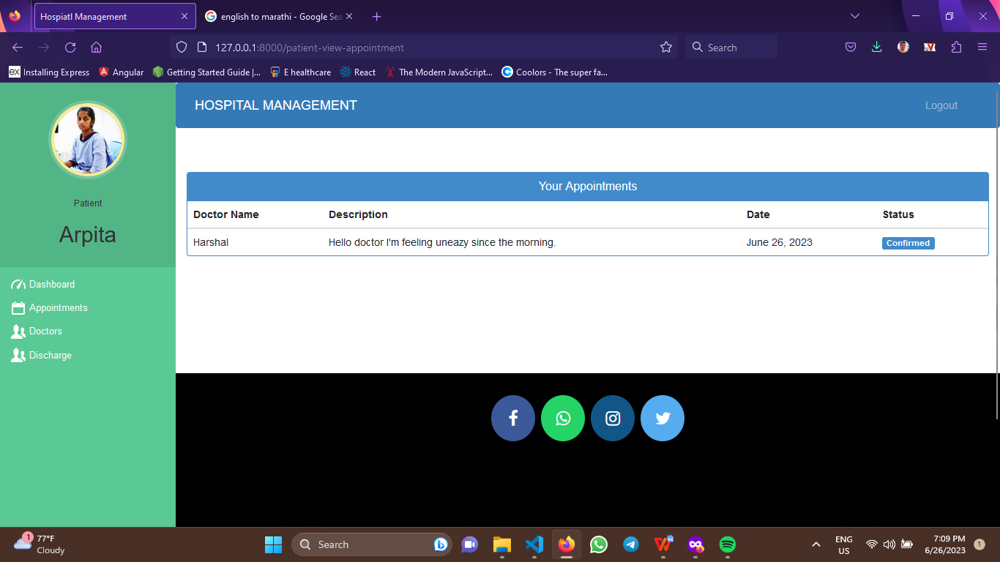 Hospiatl Management
english to marathi - Google Sea
127.0.0.1:8000/patient-view-appointment
Search
Installing Express
Angular
Getting Started Guide |...
E healthcare
React
The Modern JavaScript...
Coolors - The super fa...
HOSPITAL MANAGEMENT
Logout
Patient
Arpita
Dashboard
Appointments
Doctors
Discharge
Your Appointments
Doctor Name Description Date Status
Harshal Hello doctor I'm feeling uneazy since the morning. June 26, 2023 Confirmed
1
77°F
Cloudy
Search
ENG
US
7:09 PM
6/26/2023
1